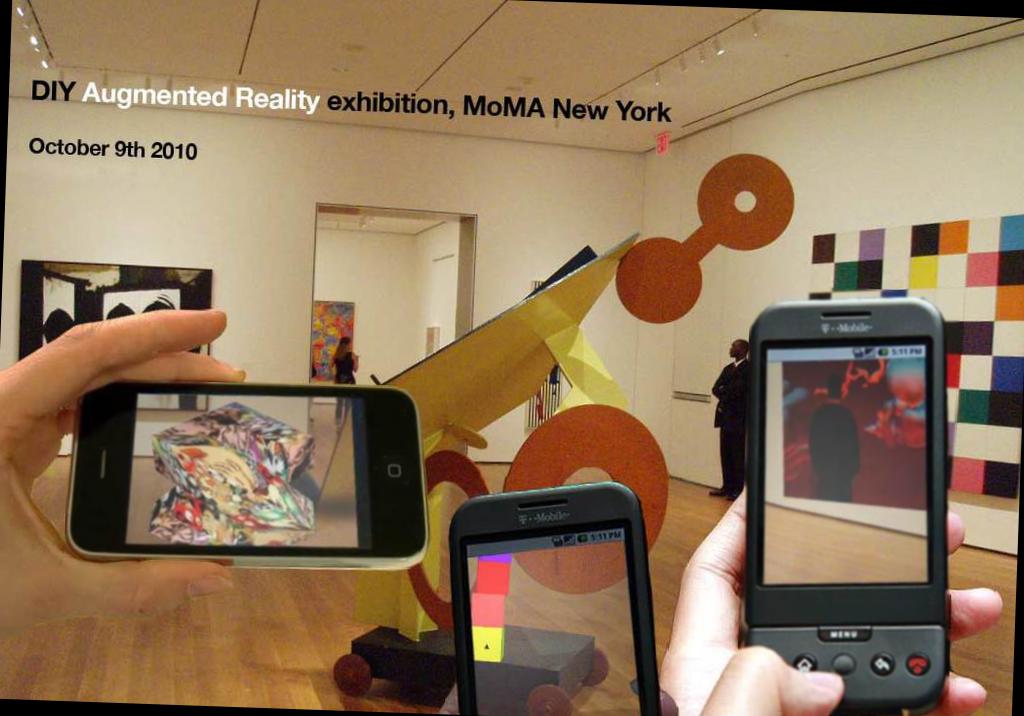 DIY Augmented Reality exhibition, MoMA New York
October 9th 2010
T-Mobile
5:11 PM
MENU
T-Mobile
5:11 PM